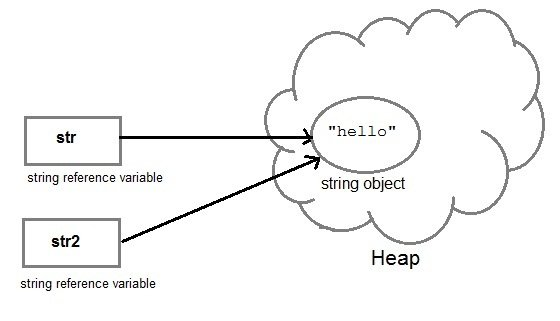 str
string reference variable
str2
string reference variable
"hello"
string object
Heap